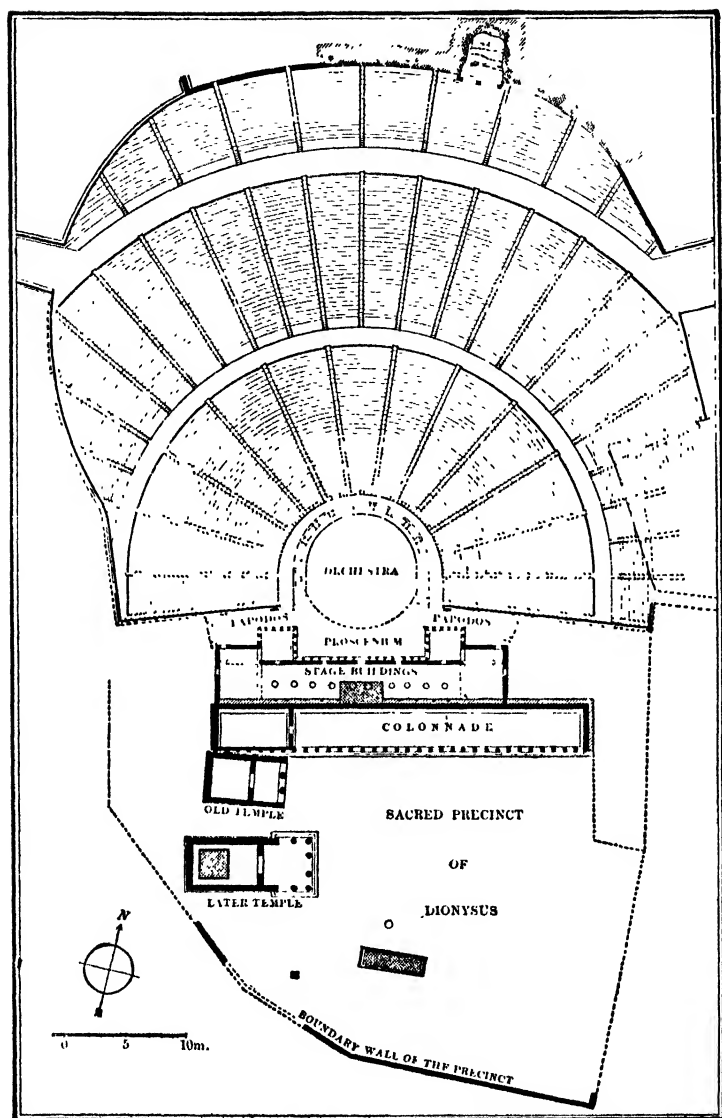 ORCHESTRA
PARODOS
PARODOS
PROSCENIUM
STAGE BUILDINGS
COLONNADE
OLD TEMPLE
SACRED PRECINCT
OF
DIONYSUS
LATER TEMPLE
N
0 5 10m.
BOUNDARY WALL OF THE PRECINCT